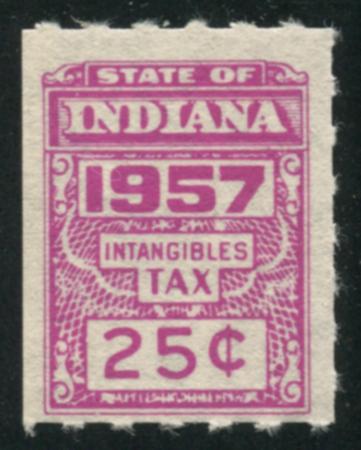 STATE OF
INDIANA
1957
INTANGIBLES
TAX
25¢